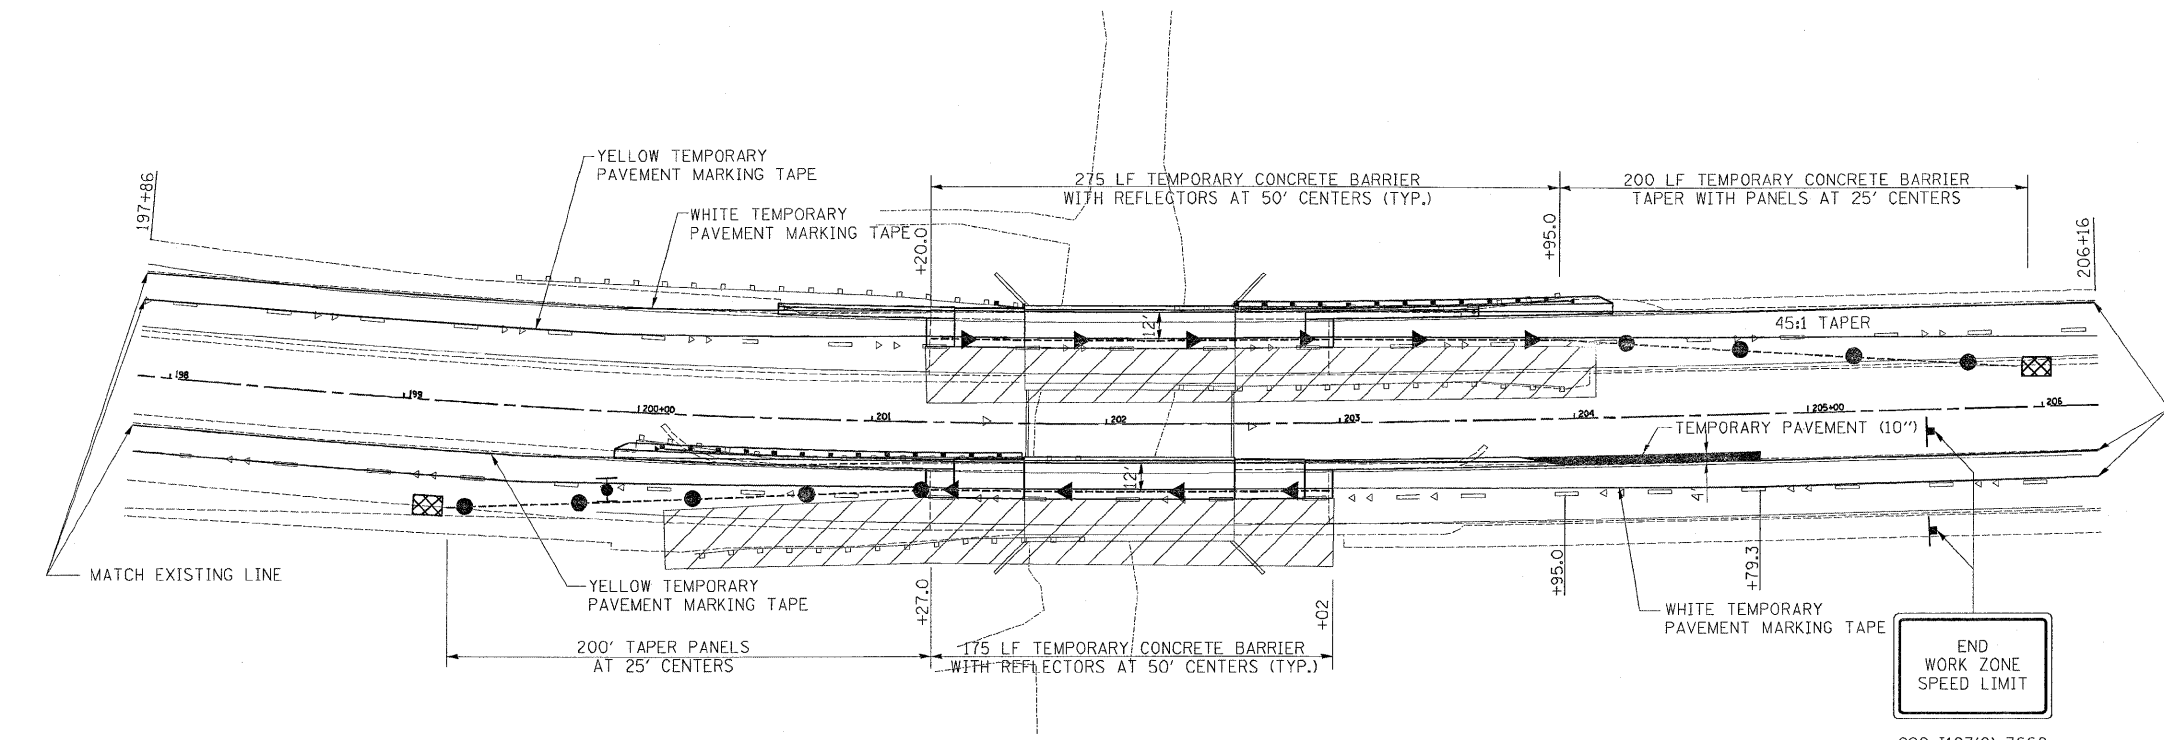 YELLOW TEMPORARY
PAVEMENT MARKING TAPE
WHITE TEMPORARY
PAVEMENT MARKING TAPE
275 LF TEMPORARY CONCRETE BARRIER
WITH REFLECTORS AT 50' CENTERS (TYP.)
200 LF TEMPORARY CONCRETE BARRIER
TAPER WITH PANELS AT 25' CENTERS
197+86
+20.0
+95.0
206+16
12'
45:1 TAPER
198
199
200+00
201
202
203
204
205+00
206
TEMPORARY PAVEMENT (10")
12'
4'
MATCH EXISTING LINE
YELLOW TEMPORARY
PAVEMENT MARKING TAPE
+27.0
+02
+95.0
+79.3
WHITE TEMPORARY
PAVEMENT MARKING TAPE
200' TAPER PANELS
AT 25' CENTERS
175 LF TEMPORARY CONCRETE BARRIER
WITH REFLECTORS AT 50' CENTERS (TYP.)
END
WORK ZONE
SPEED LIMIT